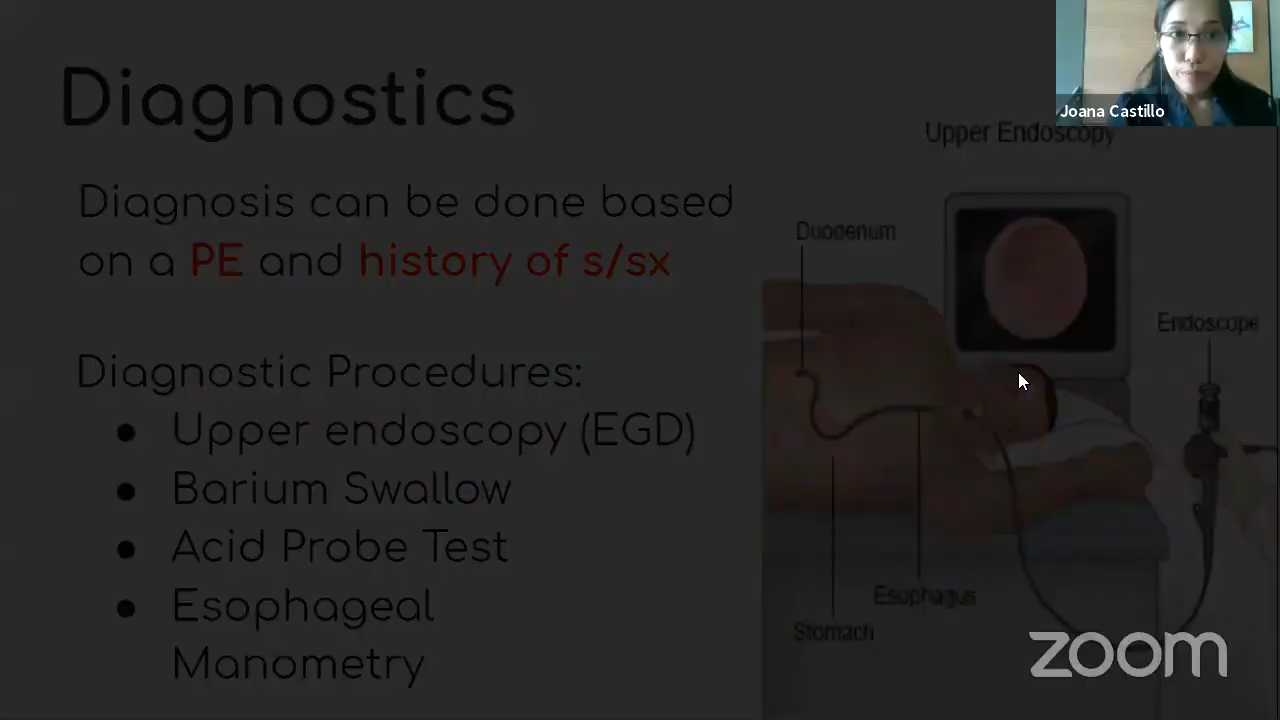 Diagnostics
Diagnosis can be done based
on a PE and history of s/sx
Diagnostic Procedures:
● Upper endoscopy (EGD)
● Barium Swallow
● Acid Probe Test
● Esophageal
Manometry
Joana Castillo
Upper Endoscopy
Duodenum
Endoscope
Esophagus
Stomach
zoom